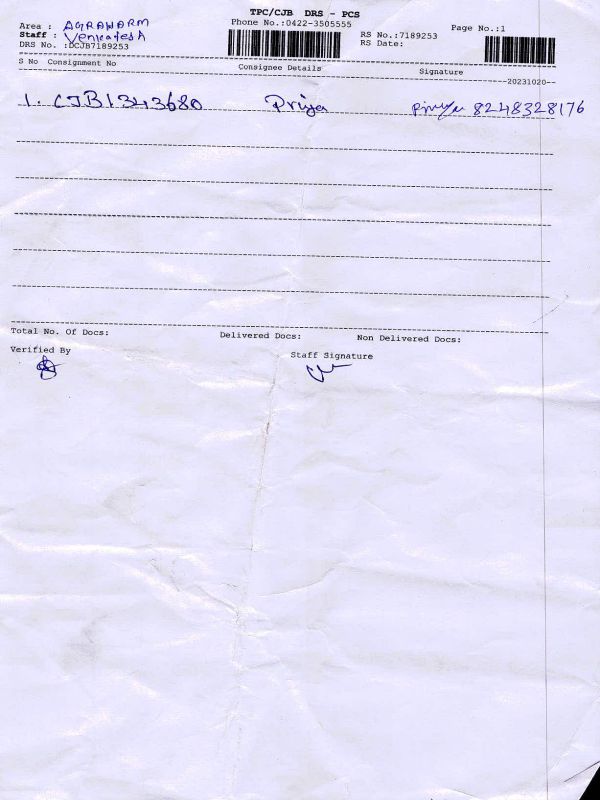 TPC/CJB DRS - PCS
Area : AGRAHARM
Phone No.:0422-3505555
Page No.:1
Staff : Venkatesh
RS No.:7189253
DRS No. :DCJB7189253
RS Date:
S No Consignment No
Consignee Details
Signature
20231020
1. CJB1343680 Priya Priya 8248328176
Total No. Of Docs:
Delivered Docs:
Non Delivered Docs:
Verified By
Staff Signature